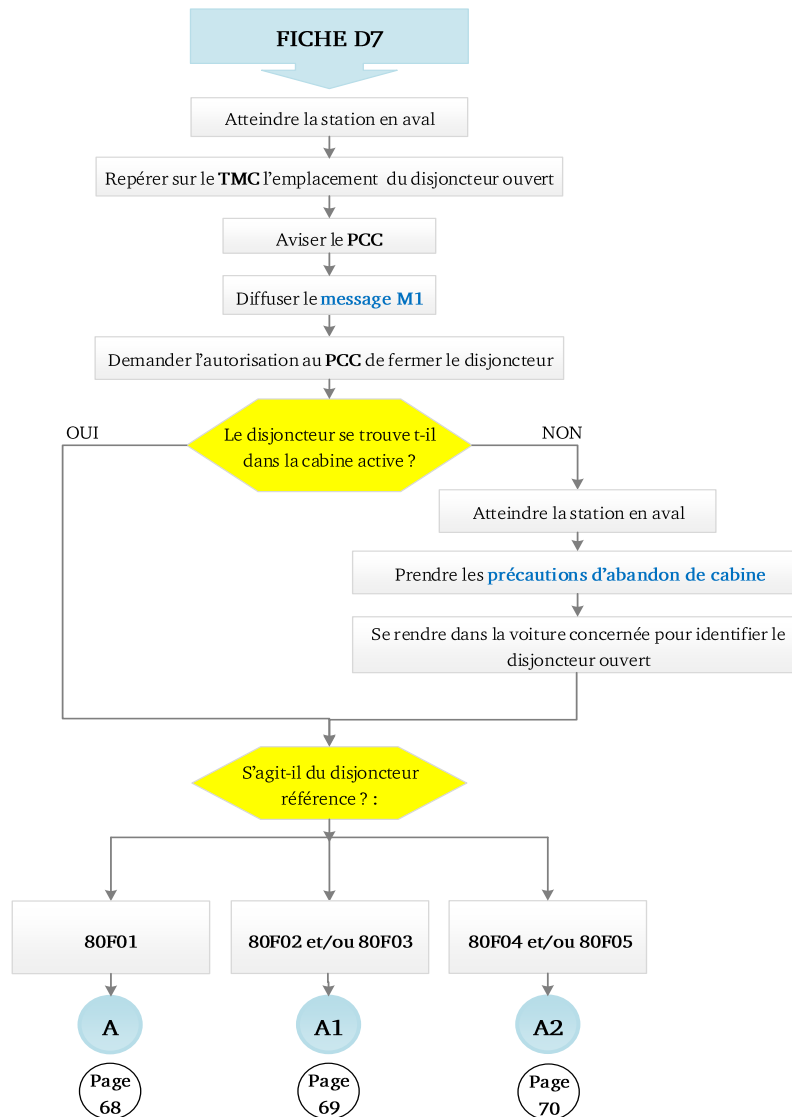 FICHE D7
Atteindre la station en aval
Repérer sur le TMC l'emplacement du disjoncteur ouvert
Aviser le PCC
Diffuser le message M1
Demander l'autorisation au PCC de fermer le disjoncteur
OUI
Le disjoncteur se trouve t-il
dans la cabine active ?
NON
Atteindre la station en aval
Prendre les précautions d'abandon de cabine
Se rendre dans la voiture concernée pour identifier le
disjoncteur ouvert
S'agit-il du disjoncteur
référence ? :
80F01
80F02 et/ou 80F03
80F04 et/ou 80F05
A
A1
A2
Page
68
Page
69
Page
70